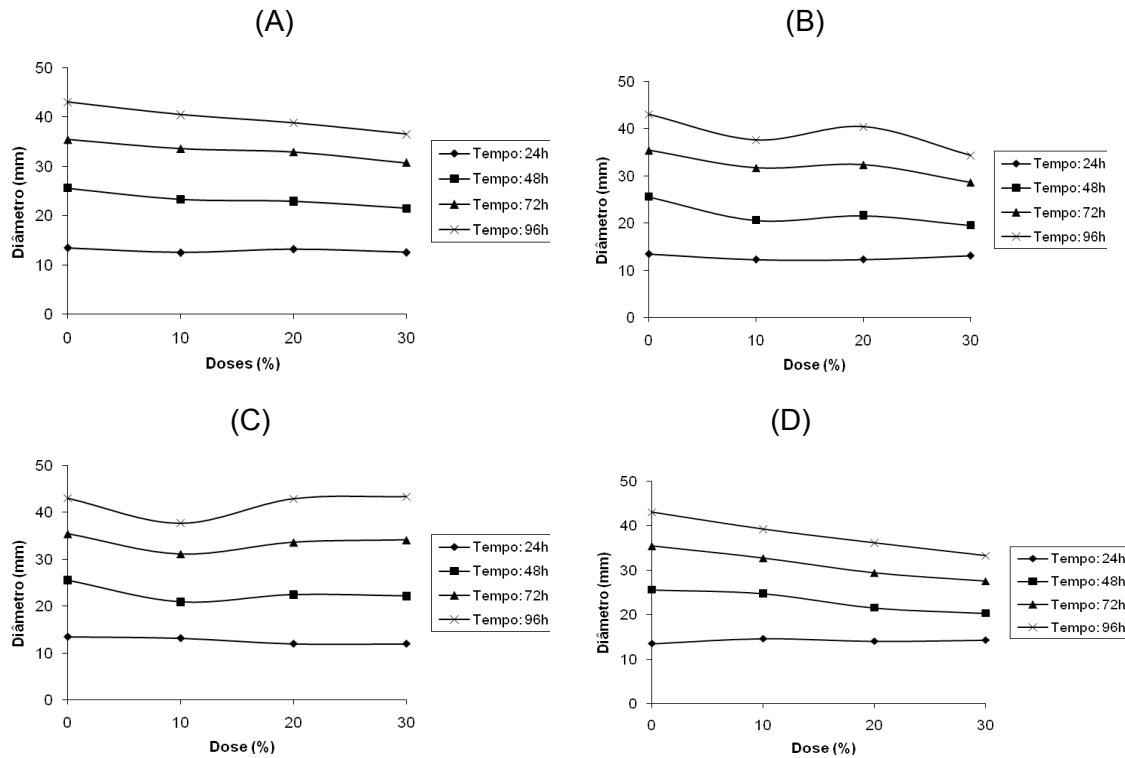 (A)
50
40
30
20
10
0
Diâmetro (mm)
0 10 20 30
Doses (%)
Tempo: 24h
Tempo: 48h
Tempo: 72h
Tempo: 96h
(B)
50
40
30
20
10
0
Diâmetro (mm)
0 10 20 30
Dose (%)
Tempo: 24h
Tempo: 48h
Tempo: 72h
Tempo: 96h
(C)
50
40
30
20
10
0
Diâmetro (mm)
0 10 20 30
Dose (%)
Tempo: 24h
Tempo: 48h
Tempo: 72h
Tempo: 96h
(D)
50
40
30
20
10
0
Diâmetro (mm)
0 10 20 30
Dose (%)
Tempo: 24h
Tempo: 48h
Tempo: 72h
Tempo: 96h